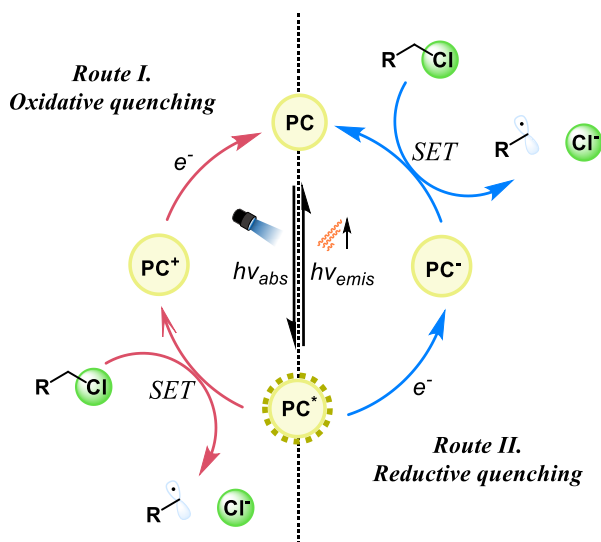 Route I.
Oxidative quenching
R Cl
PC
SET
R Cl⁻
e⁻
PC⁺
hν_abs
hν_emis
PC⁻
R Cl
SET
PC*
e⁻
Route II.
Reductive quenching
R Cl⁻